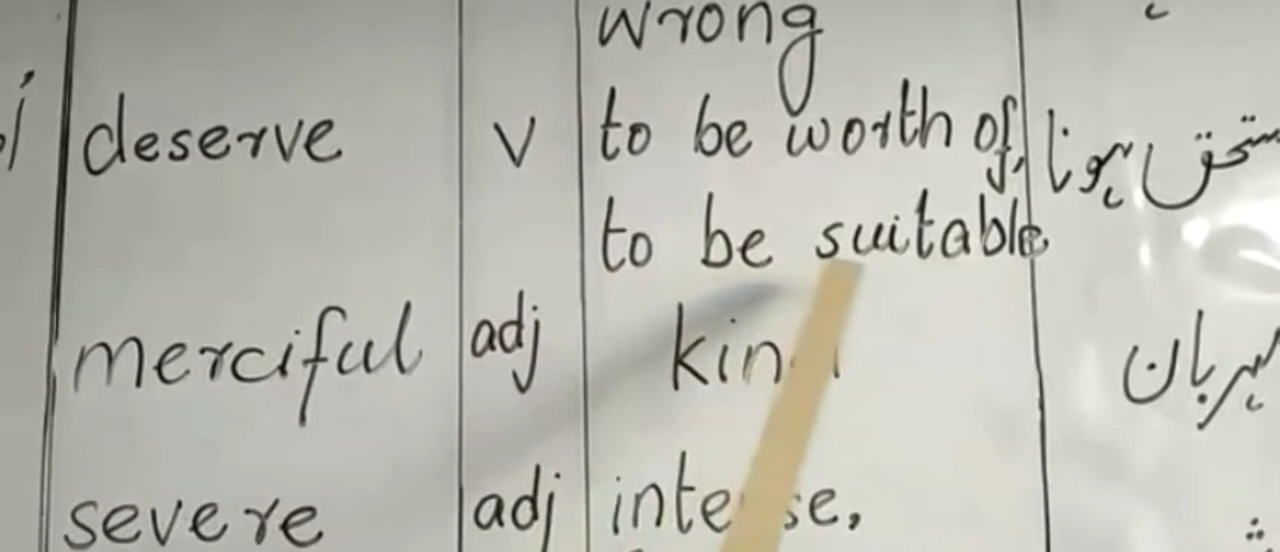 wrong
deserve v to be worth of, مستحق ہونا
to be suitable
merciful adj مہربان
severe adj